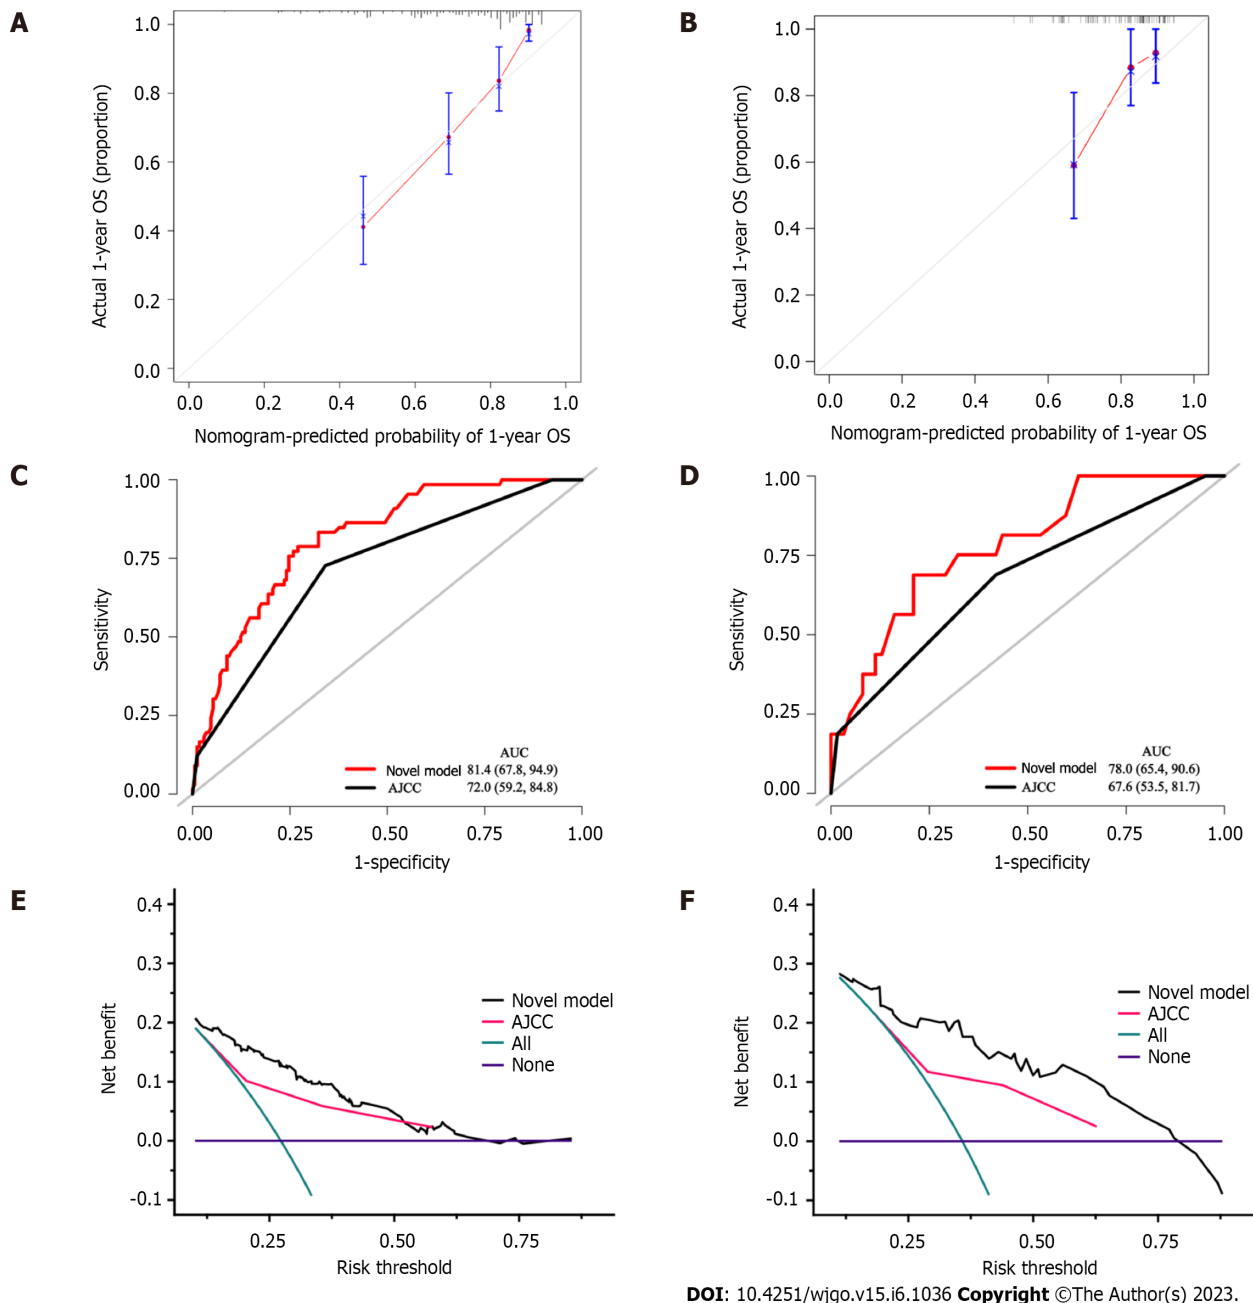 A
1.0
0.8
0.6
0.4
0.2
0.0
Actual 1-year OS (proportion)
0.0 0.2 0.4 0.6 0.8 1.0
Nomogram-predicted probability of 1-year OS
B
1.0
0.8
0.6
0.4
0.2
0.0
Actual 1-year OS (proportion)
0.0 0.2 0.4 0.6 0.8 1.0
Nomogram-predicted probability of 1-year OS
C
1.00
0.75
0.50
0.25
0.00
Sensitivity
AUC
Novel model 81.4 (67.8, 94.9)
AJCC 72.0 (59.2, 84.8)
0.00 0.25 0.50 0.75 1.00
1-specificity
D
1.00
0.75
0.50
0.25
0.00
Sensitivity
AUC
Novel model 78.0 (65.4, 90.6)
AJCC 67.6 (53.5, 81.7)
0.00 0.25 0.50 0.75 1.00
1-specificity
E
0.4
0.3
0.2
0.1
0.0
-0.1
Net benefit
Novel model
AJCC
All
None
0.25 0.50 0.75
Risk threshold
F
0.4
0.3
0.2
0.1
0.0
-0.1
Net benefit
Novel model
AJCC
All
None
0.25 0.50 0.75
Risk threshold
DOI: 10.4251/wjgo.v15.i6.1036 Copyright ©The Author(s) 2023.